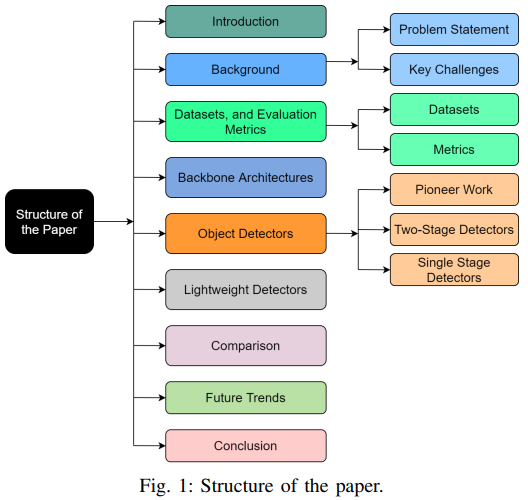 Structure of
the Paper
Introduction
Background
Problem Statement
Key Challenges
Datasets, and Evaluation
Metrics
Datasets
Metrics
Backbone Architectures
Object Detectors
Pioneer Work
Two-Stage Detectors
Single Stage
Detectors
Lightweight Detectors
Comparison
Future Trends
Conclusion
Fig. 1: Structure of the paper.